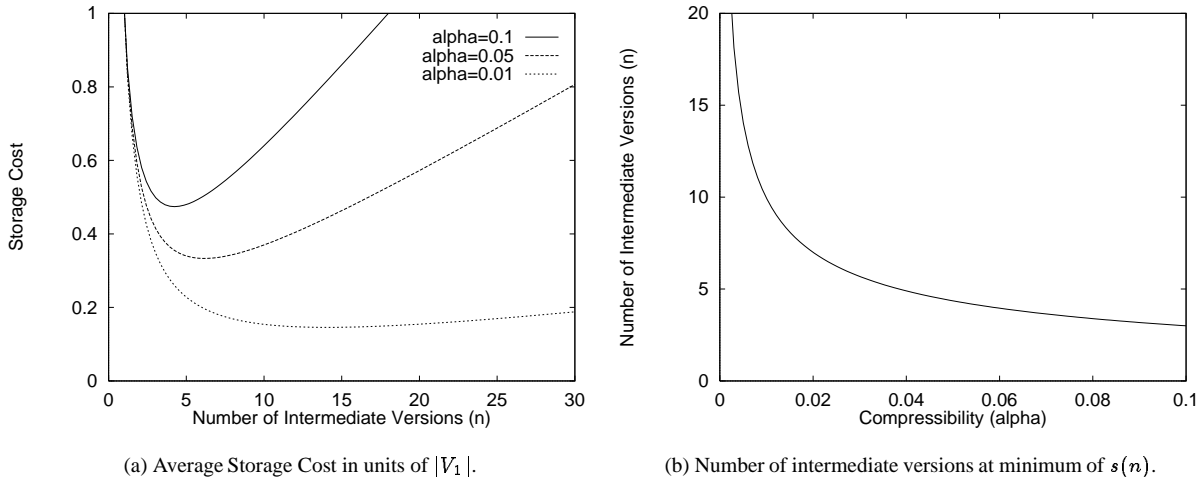 1
0.8
0.6
0.4
0.2
0
0 5 10 15 20 25 30
Storage Cost
Number of Intermediate Versions (n)
alpha=0.1
alpha=0.05
alpha=0.01
(a) Average Storage Cost in units of |V₁|.
20
15
10
5
0
0 0.02 0.04 0.06 0.08 0.1
Number of Intermediate Versions (n)
Compressibility (alpha)
(b) Number of intermediate versions at minimum of s(n).